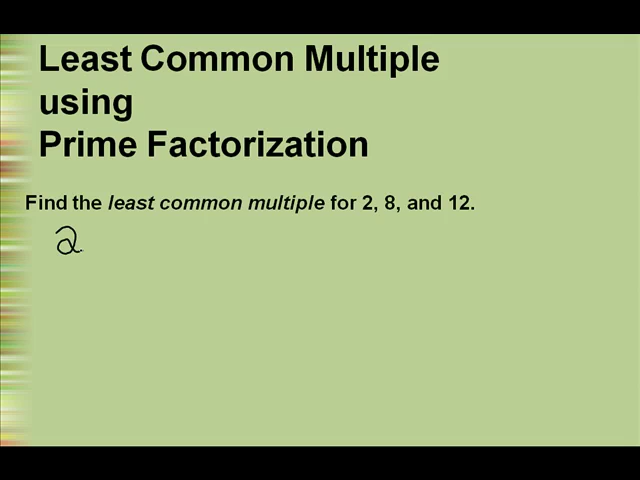 Least Common Multiple
using
Prime Factorization
Find the least common multiple for 2, 8, and 12.
2